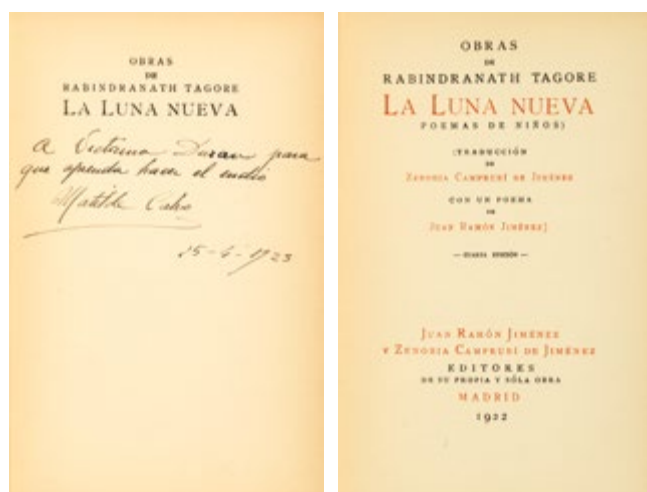 OBRAS
DE
RABINDRANATH TAGORE
LA LUNA NUEVA
A Victorina Duran para
que aprenda hacer el indio
Matilde Calvo
25-4-1923
OBRAS
DE
RABINDRANATH TAGORE
LA LUNA NUEVA
POEMAS DE NIÑOS)
(TRADUCCIÓN
DE
ZENOBIA CAMPRUBÍ DE JIMÉNEZ
CON UN POEMA
DE
JUAN RAMÓN JIMÉNEZ)
— CUARTA EDICIÓN —
JUAN RAMÓN JIMÉNEZ
Y ZENOBIA CAMPRUBÍ DE JIMÉNEZ
EDITORES
DE SU PROPIA Y SÓLA OBRA
MADRID
1922